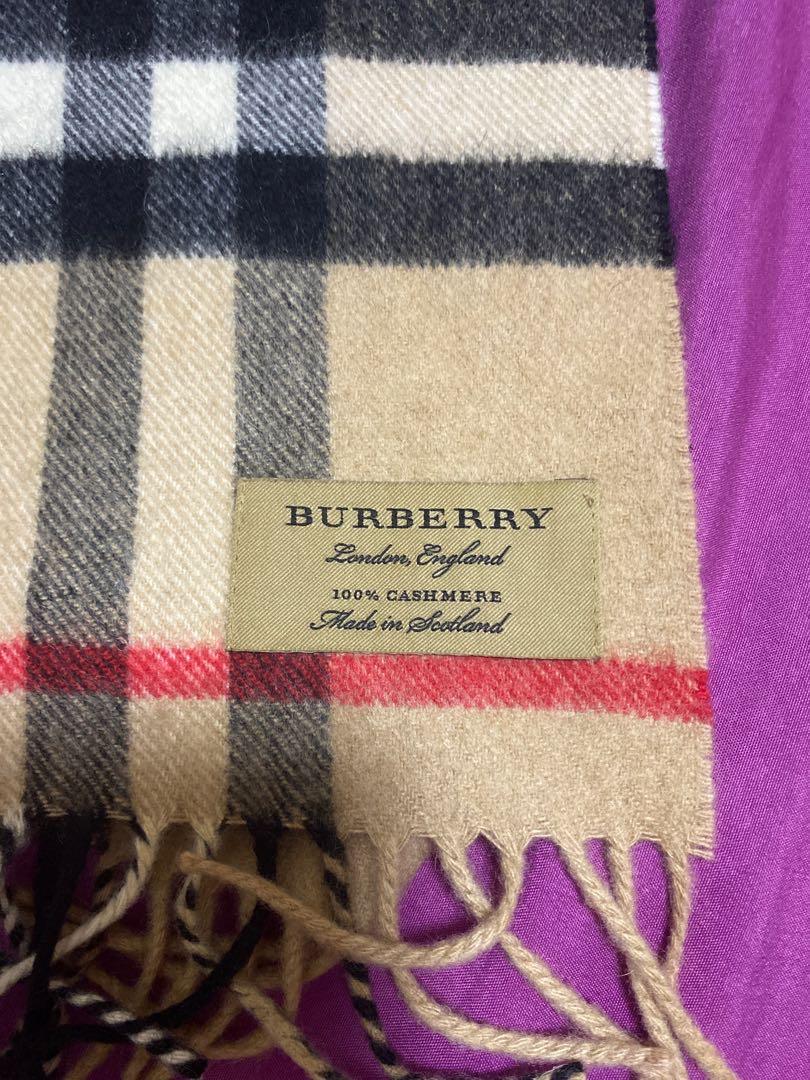 BURBERRY
London, England
100% CASHMERE
Made in Scotland